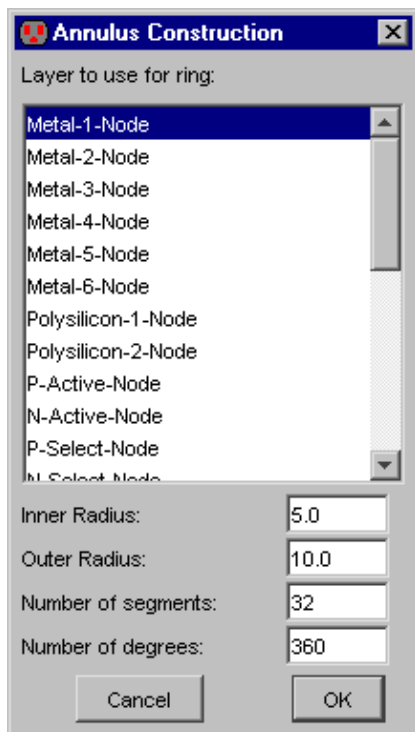 Annulus Construction
Layer to use for ring:
Metal-1-Node
Metal-2-Node
Metal-3-Node
Metal-4-Node
Metal-5-Node
Metal-6-Node
Polysilicon-1-Node
Polysilicon-2-Node
P-Active-Node
N-Active-Node
P-Select-Node
N-Select-Node
Inner Radius: 5.0
Outer Radius: 10.0
Number of segments: 32
Number of degrees: 360
Cancel OK